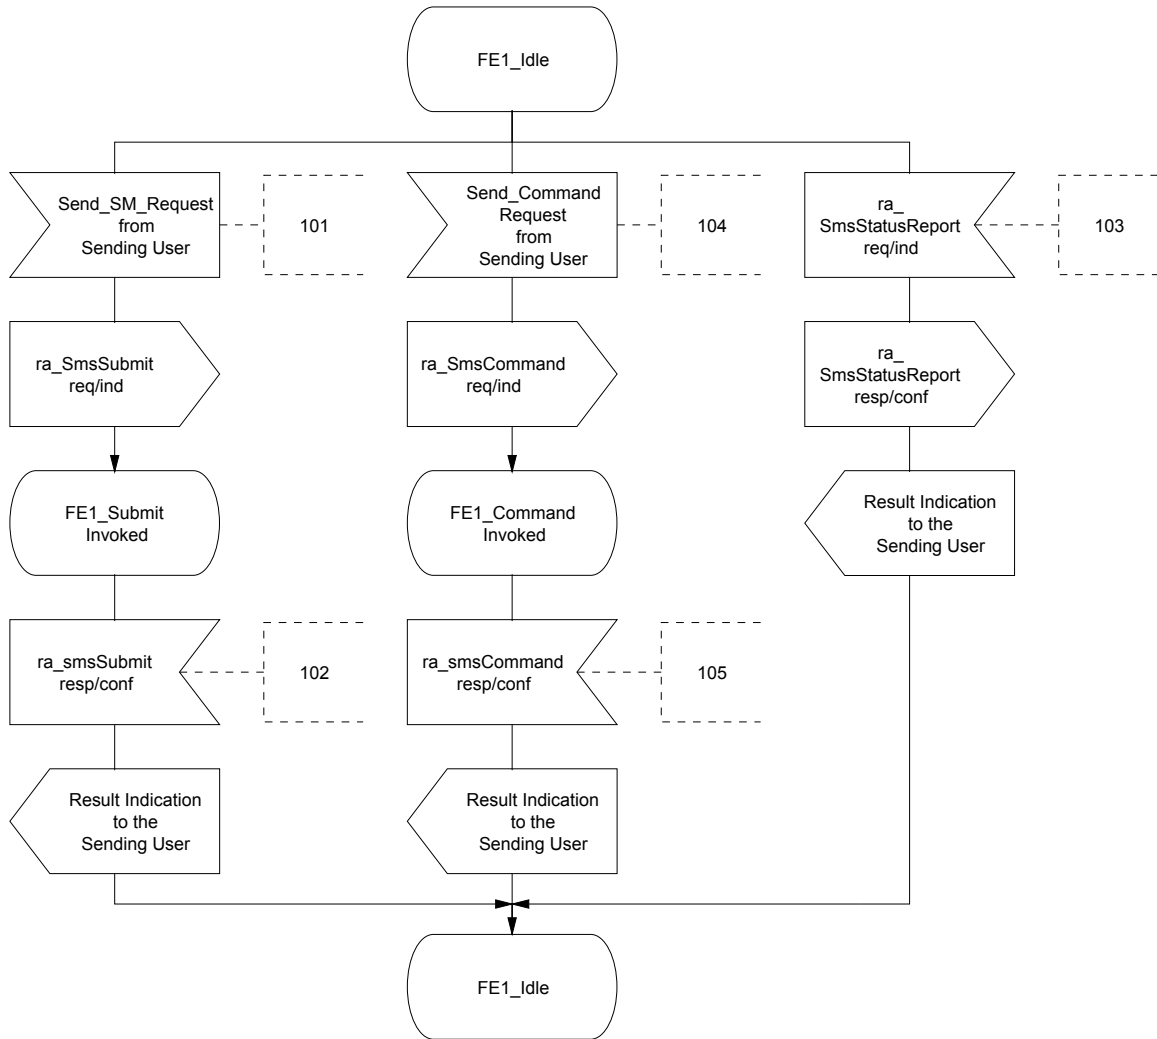 FE1_Idle
Send_SM_Request
from
Sending User
101
Send_Command
Request
from
Sending User
104
ra_
SmsStatusReport
req/ind
103
ra_SmsSubmit
req/ind
ra_SmsCommand
req/ind
ra_
SmsStatusReport
resp/conf
FE1_Submit
Invoked
FE1_Command
Invoked
Result Indication
to the
Sending User
ra_smsSubmit
resp/conf
102
ra_smsCommand
resp/conf
105
Result Indication
to the
Sending User
Result Indication
to the
Sending User
FE1_Idle